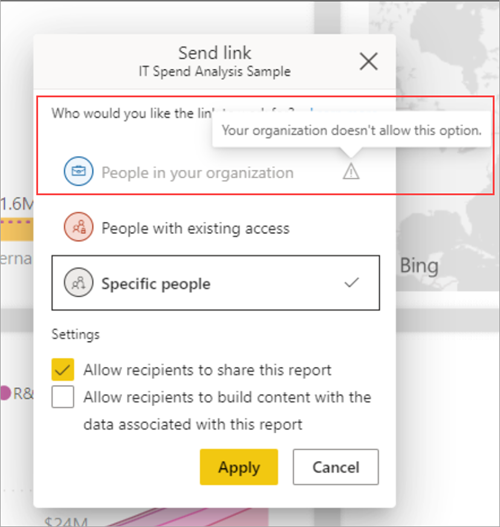 Send link
IT Spend Analysis Sample
Who would you like the link
Your organization doesn't allow this option.
People in your organization
1.6M
People with existing access
erna
Bing
Specific people
Settings
Allow recipients to share this report
R&
Allow recipients to build content with the
data associated with this report
Apply
Cancel
$24M